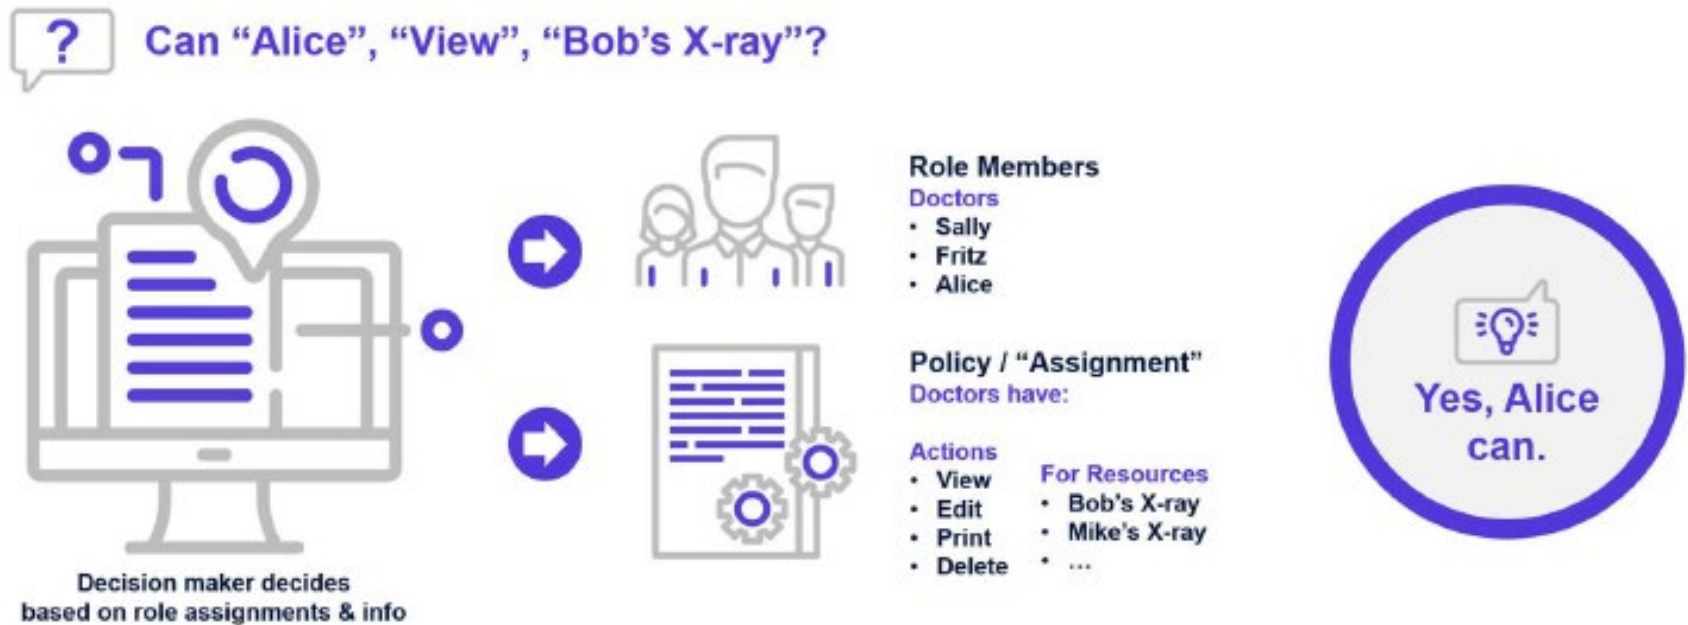 ?
Can “Alice”, “View”, “Bob’s X-ray”?
Decision maker decides
based on role assignments & info
Role Members
Doctors
• Sally
• Fritz
• Alice
Policy / “Assignment”
Doctors have:
Actions
• View
• Edit
• Print
• Delete
For Resources
• Bob’s X-ray
• Mike’s X-ray
• ...
Yes, Alice
can.